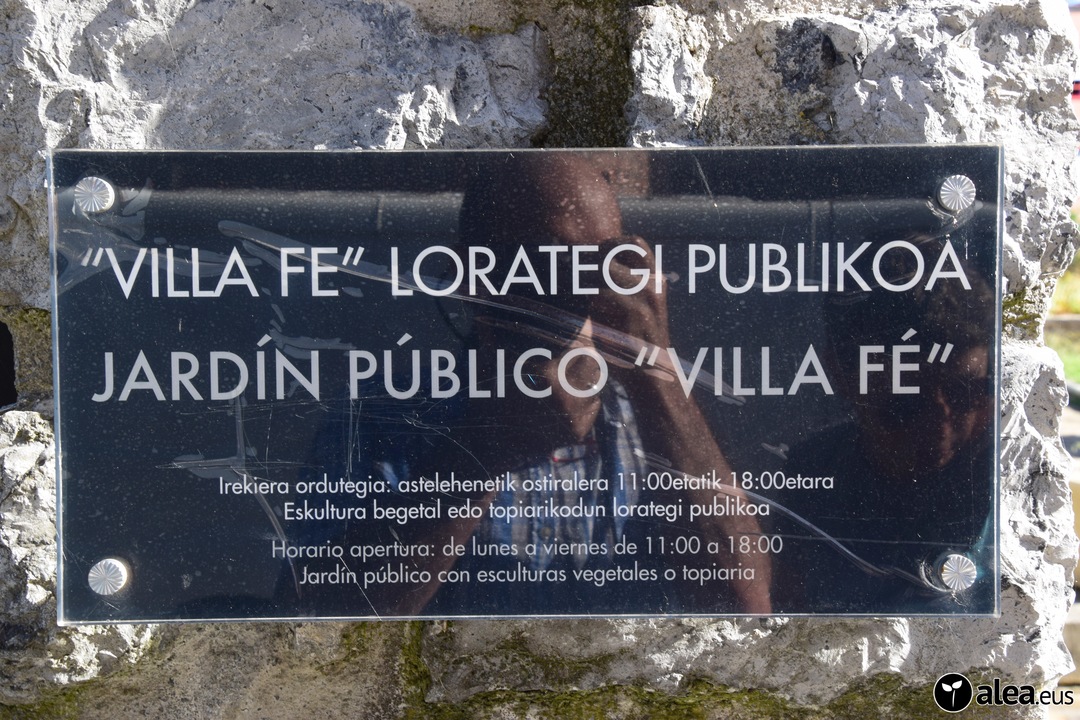 “VILLA FE” LORATEGI PUBLIKOA
JARDÍN PÚBLICO “VILLA FÉ”
Irekiera ordutegia: astelehenetik ostiralera 11:00etatik 18:00etara
Eskultura begetal edo topiarikodun lorategi publikoa
Horario apertura: de lunes a viernes de 11:00 a 18:00
Jardin público con esculturas vegetales o topiaria
alea.eus